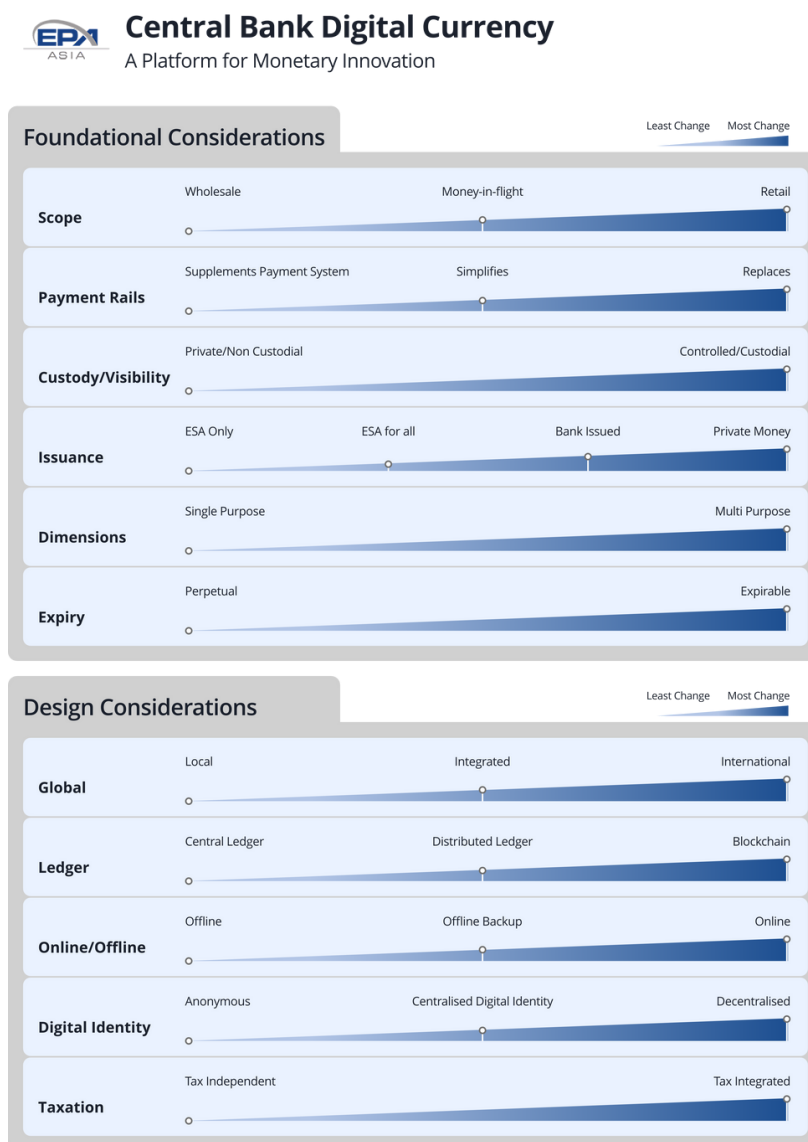 EPA
ASIA
Central Bank Digital Currency
A Platform for Monetary Innovation
Foundational Considerations
Least Change Most Change
Wholesale Money-in-flight Retail
Scope
Supplements Payment System Simplifies Replaces
Payment Rails
Private/Non Custodial Controlled/Custodial
Custody/Visibility
ESA Only ESA for all Bank Issued Private Money
Issuance
Single Purpose Multi Purpose
Dimensions
Perpetual Expirable
Expiry
Design Considerations
Least Change Most Change
Local Integrated International
Global
Central Ledger Distributed Ledger Blockchain
Ledger
Offline Offline Backup Online
Online/Offline
Anonymous Centralised Digital Identity Decentralised
Digital Identity
Tax Independent Tax Integrated
Taxation